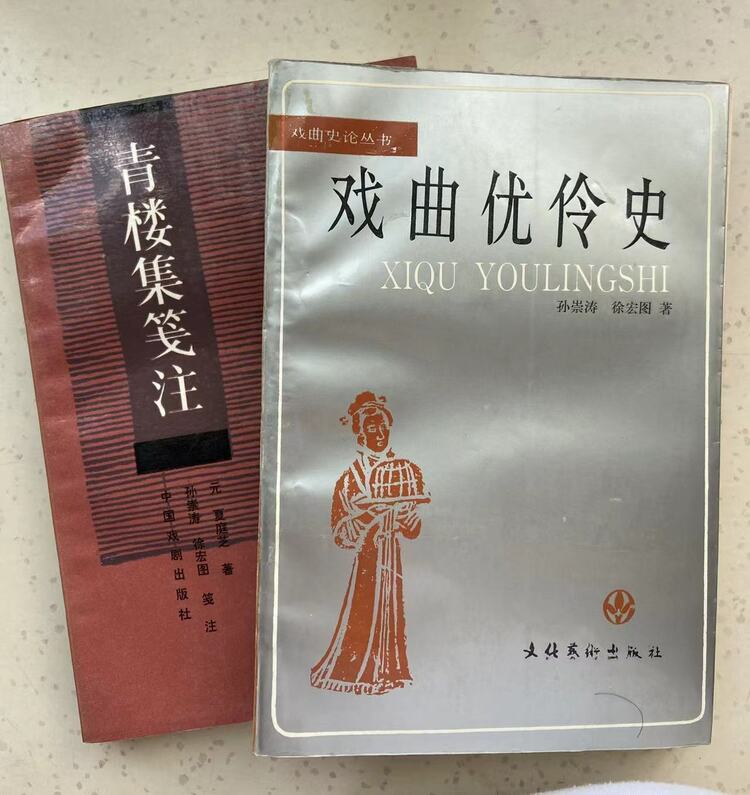 青楼集笺注
元 夏庭芝 著
孙崇涛 徐宏图 笺注
中国戏剧出版社
戏曲史论丛书
戏曲优伶史
XIQU YOULINGSHI
孙崇涛 徐宏图 著
文化艺术出版社